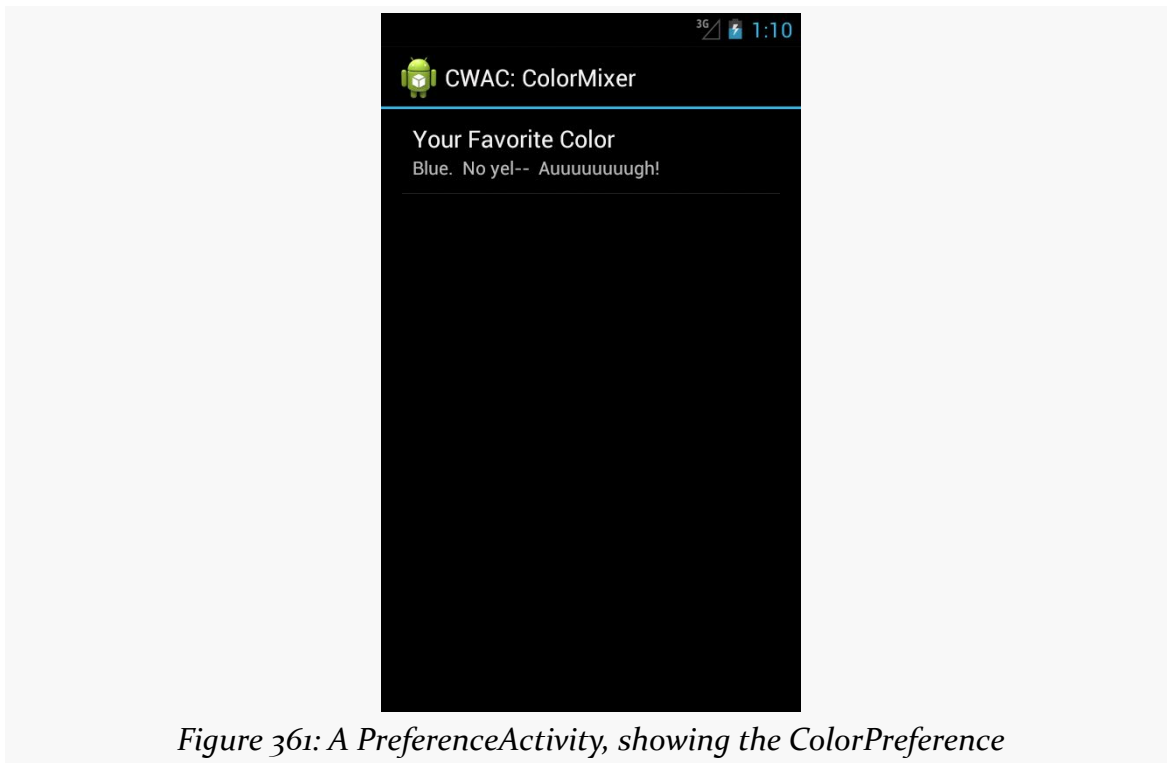 3G 1:10
CWAC: ColorMixer
Your Favorite Color
Blue.  No yel--  Auuuuuuuugh!
Figure 361: A PreferenceActivity, showing the ColorPreference